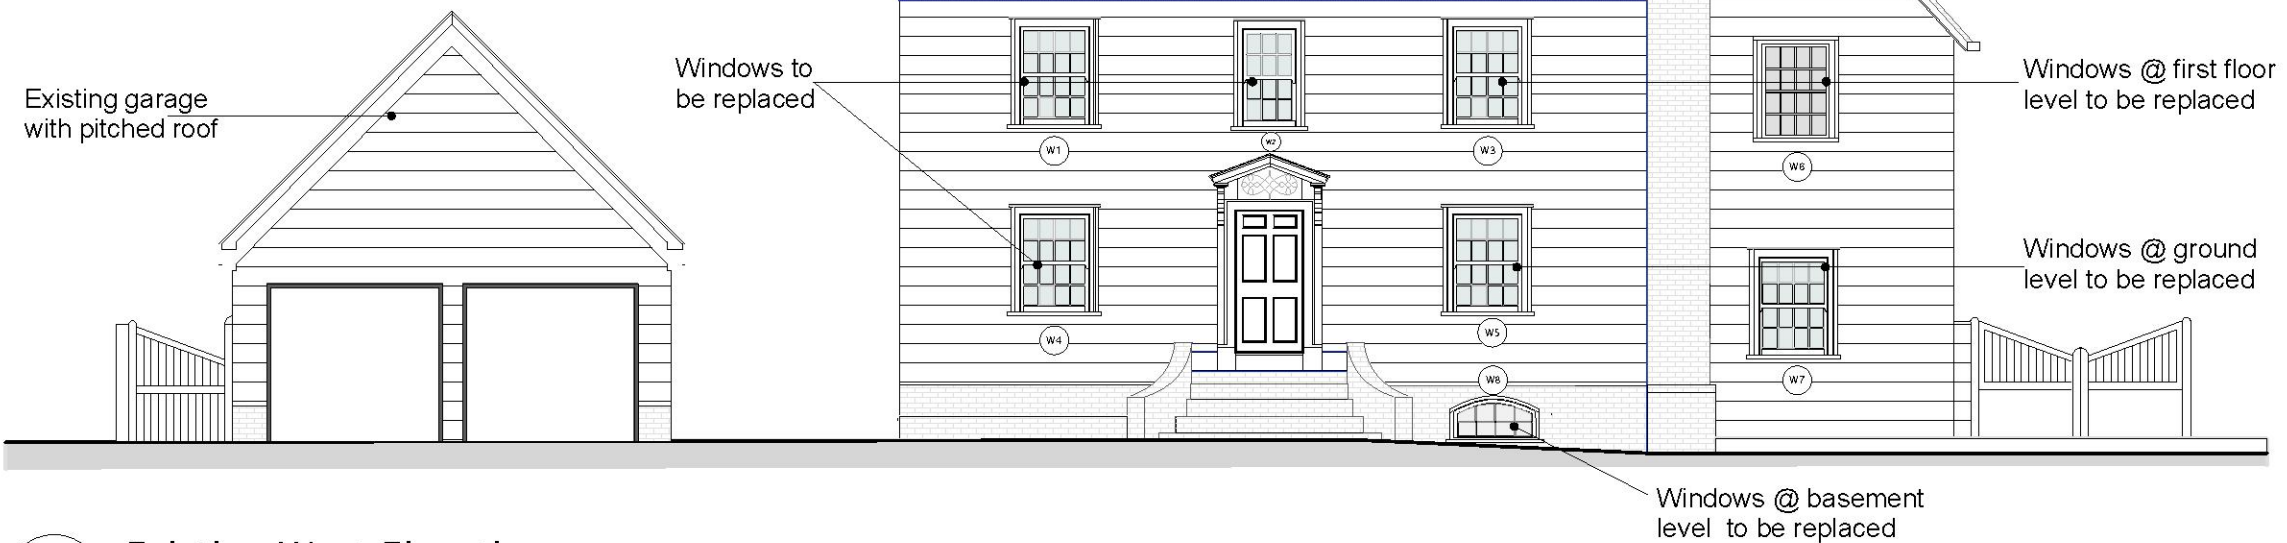 Existing garage
with pitched roof
Windows to
be replaced
Windows @ first floor
level to be replaced
Windows @ ground
level to be replaced
Windows @ basement
level to be replaced
W1
W2
W3
W6
W4
W5
W7
W8